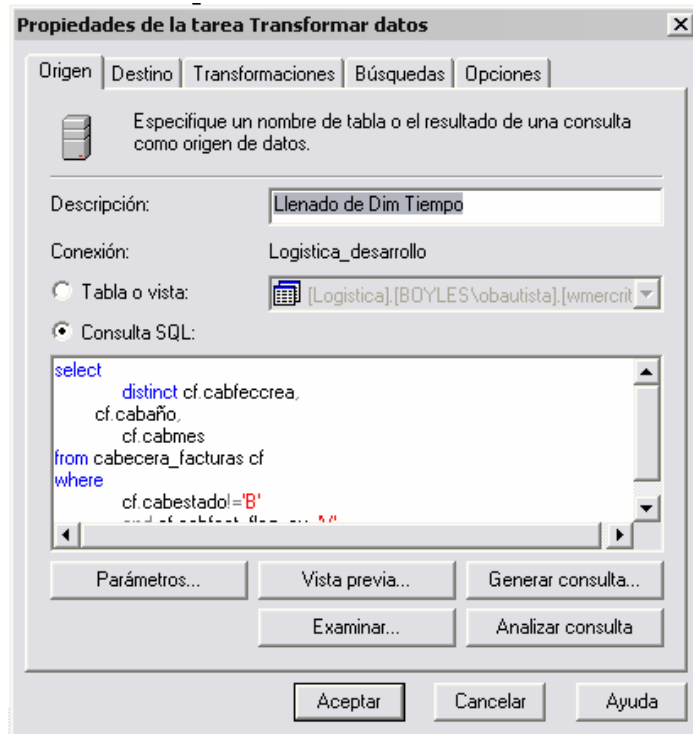 Propiedades de la tarea Transformar datos
Origen Destino Transformaciones Búsquedas Opciones
Especifique un nombre de tabla o el resultado de una consulta
como origen de datos.
Descripción: Llenado de Dim Tiempo
Conexión: Logistica_desarrollo
Tabla o vista: [Logistica].[BOYLES\obautista].[wmercrit
Consulta SQL:
select
distinct cf.cabfeccrea,
cf.cabaño,
cf.cabmes
from cabecera_facturas cf
where
cf.cabestado!='B'
Parámetros... Vista previa... Generar consulta...
Examinar... Analizar consulta
Aceptar Cancelar Ayuda